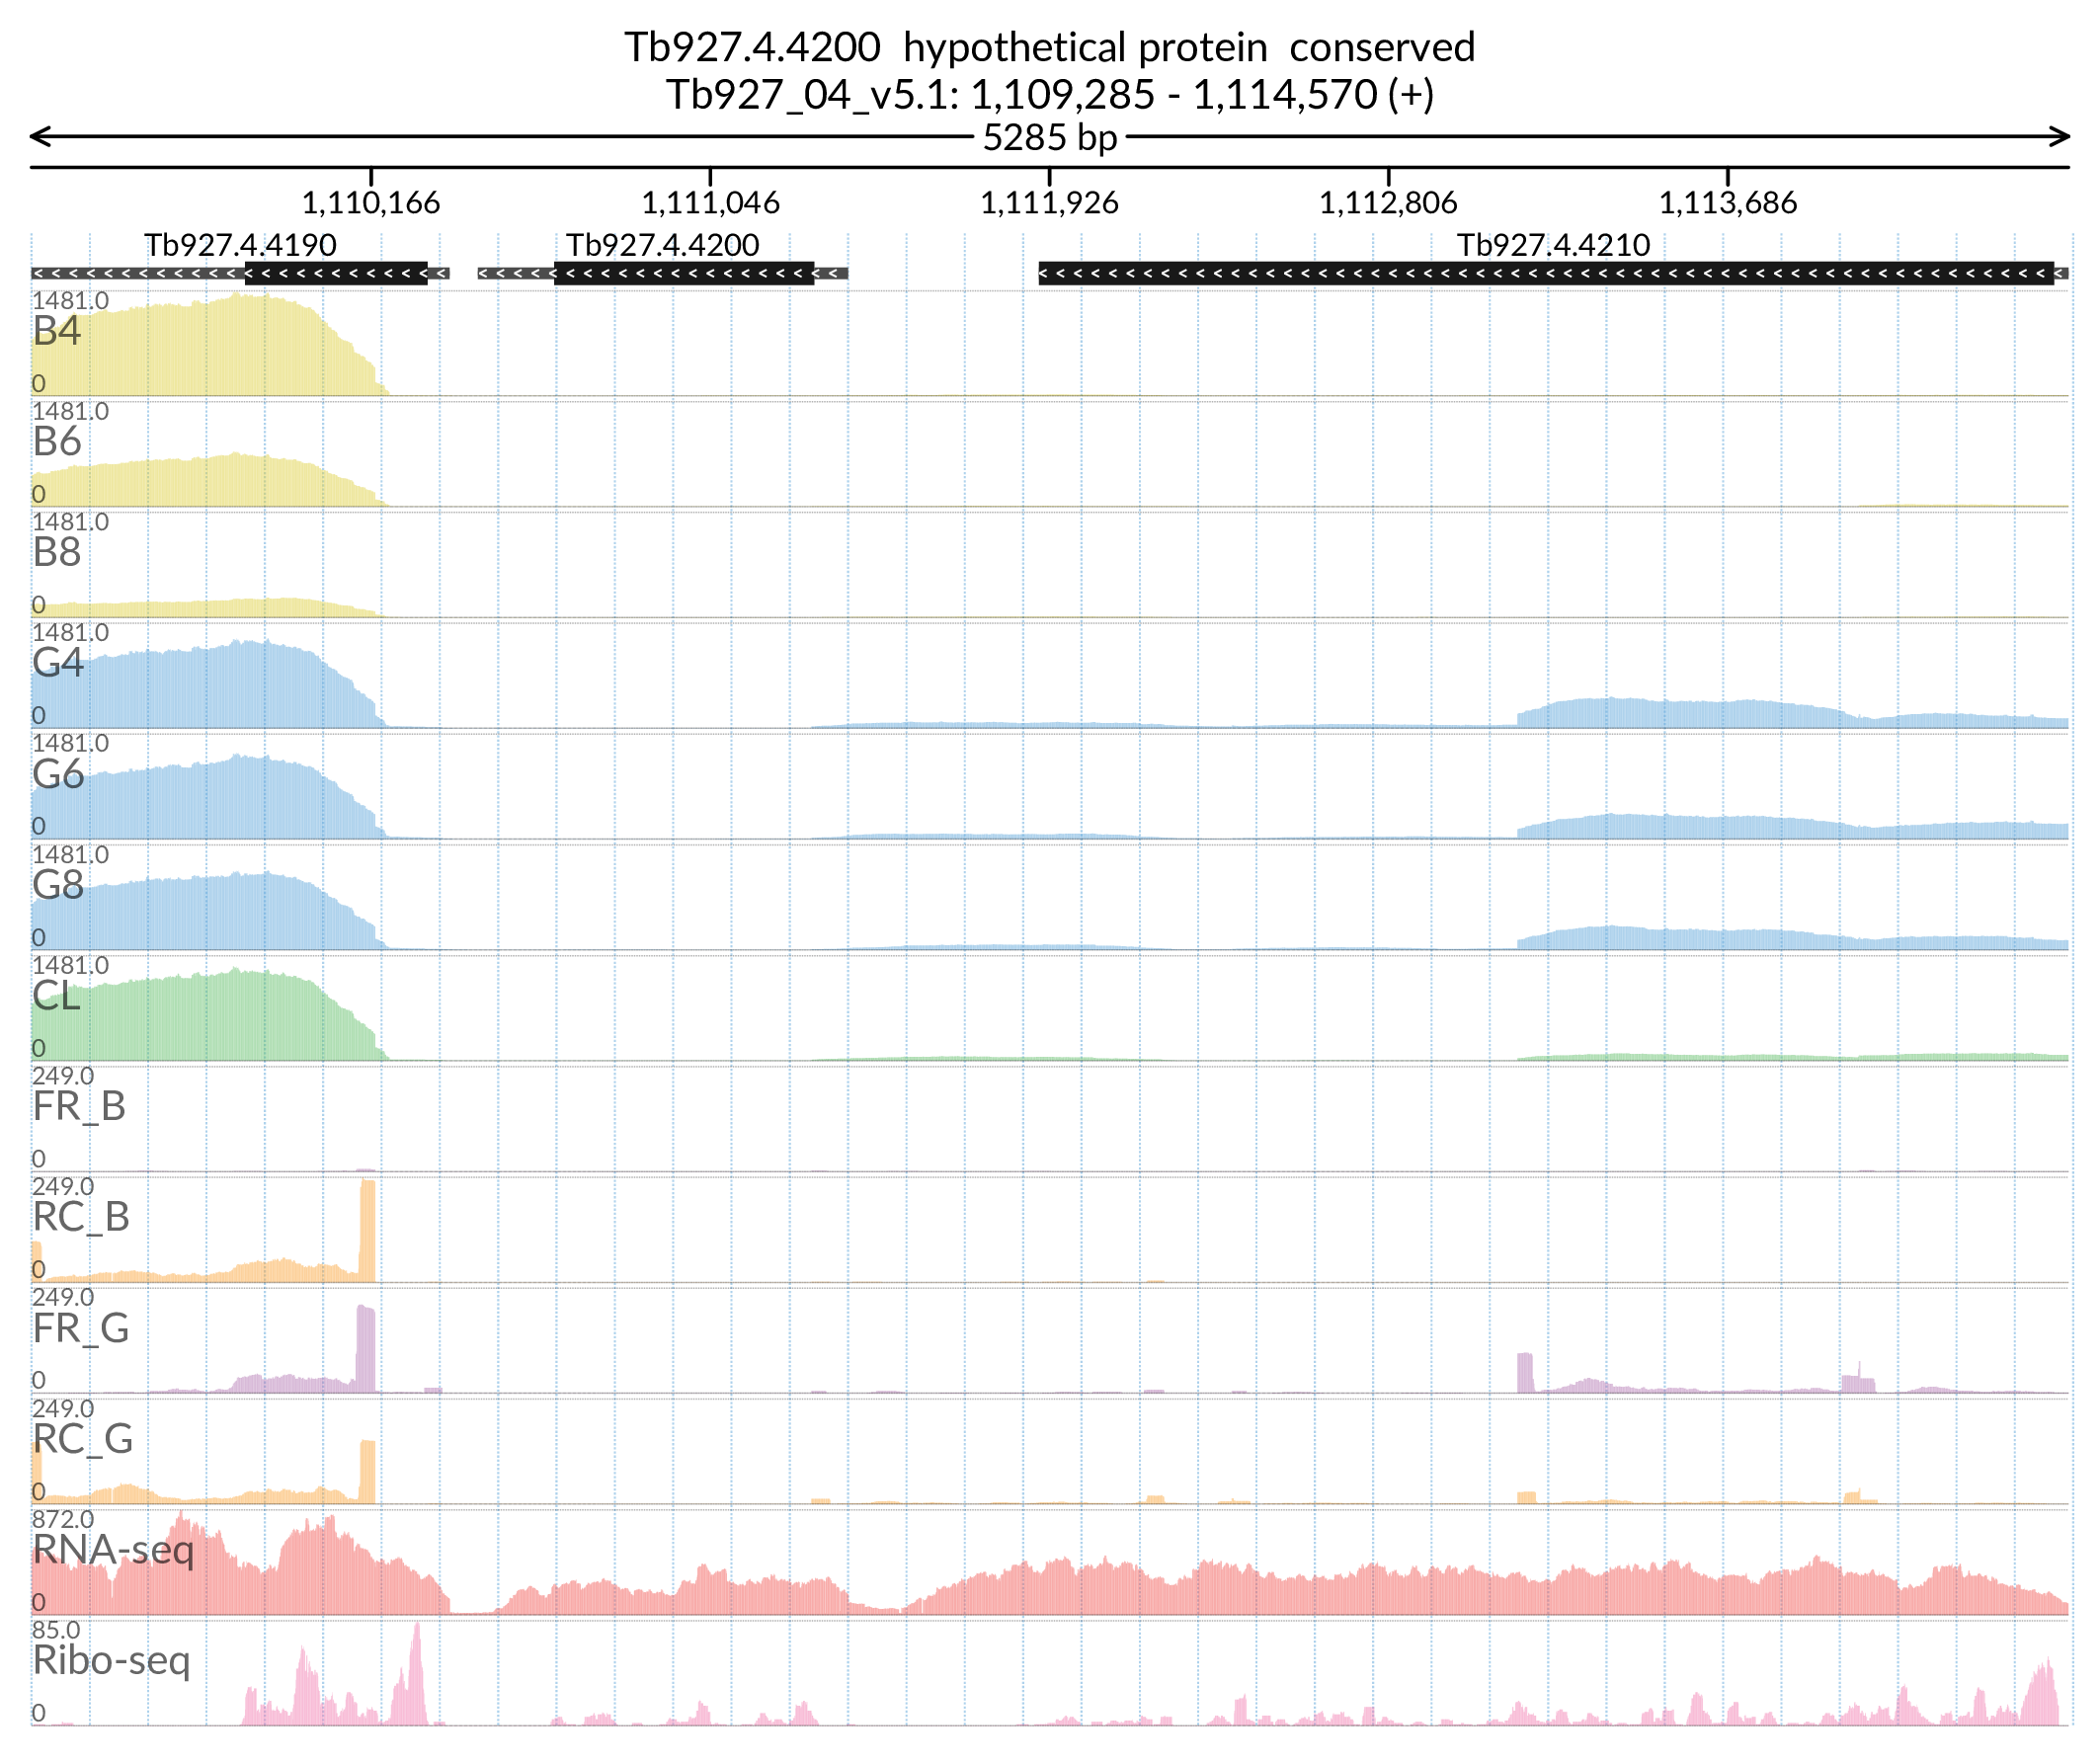 Tb927.4.4200 hypothetical protein conserved
Tb927_04_v5.1: 1,109,285 - 1,114,570 (+)
5285 bp
1,110,166 1,111,046 1,111,926 1,112,806 1,113,686
Tb927.4.4190 Tb927.4.4200 Tb927.4.4210
1481.0
B4
0
1481.0
B6
0
1481.0
B8
0
1481.0
G4
0
1481.0
G6
0
1481.0
G8
0
1481.0
CL
0
249.0
FR_B
0
249.0
RC_B
0
249.0
FR_G
0
249.0
RC_G
0
872.0
RNA-seq
0
85.0
Ribo-seq
0